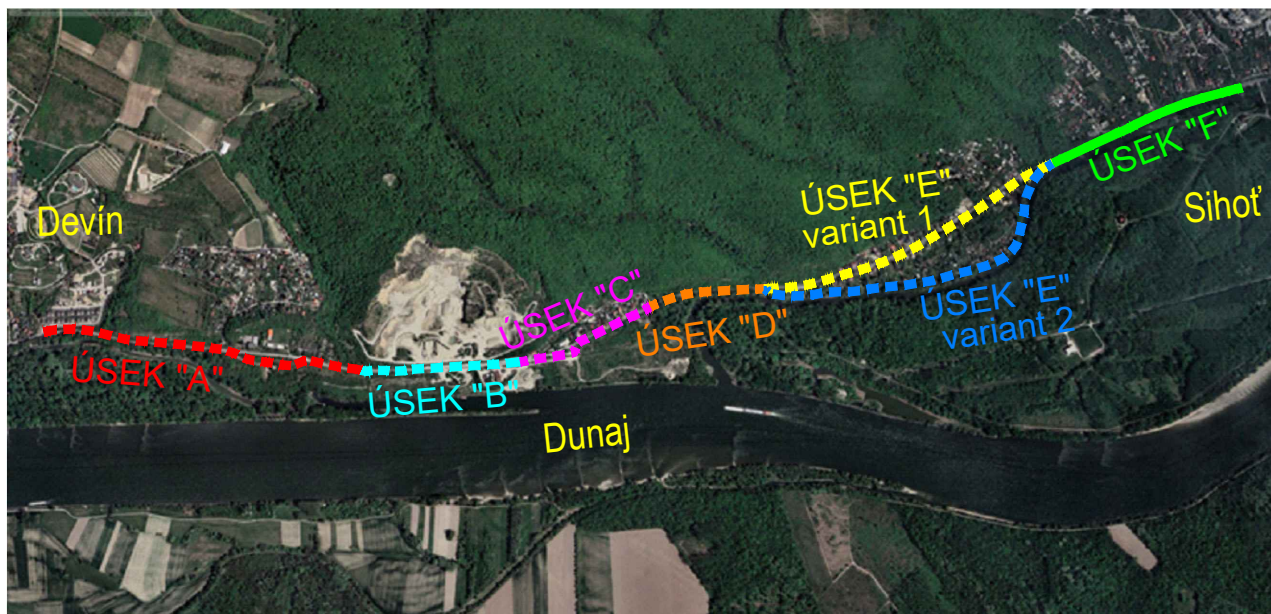 Devín
ÚSEK "A"
ÚSEK "B"
ÚSEK "C"
ÚSEK "D"
ÚSEK "E"
variant 1
ÚSEK "E"
variant 2
ÚSEK "F"
Sihoť
Dunaj